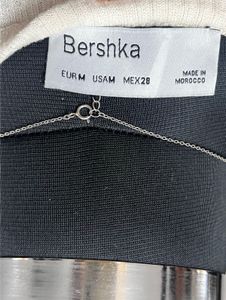 Bershka
EUR M USA M MEX 28
MADE IN
MOROCCO